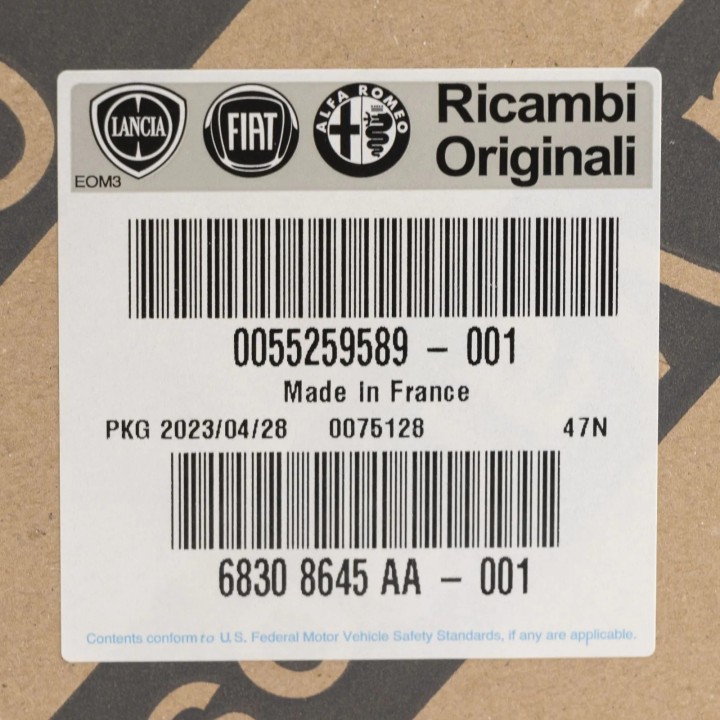 LANCIA
FIAT
ALFA ROMEO
Ricambi
Originali
EOM3
0055259589 - 001
Made in France
PKG 2023/04/28 0075128 47N
6830 8645 AA - 001
Contents conform to U.S. Federal Motor Vehicle Safety Standards, if any are applicable.